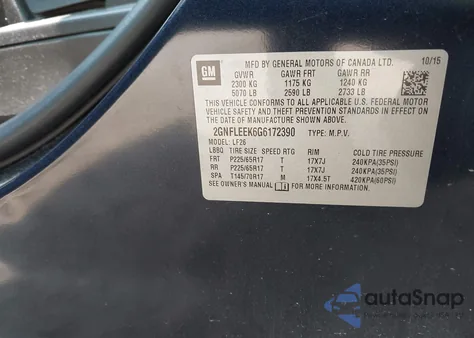 GM
MFD BY GENERAL MOTORS OF CANADA LTD. 10/15
GVWR GAWR FRT GAWR RR
2300 KG 1175 KG 1240 KG
5070 LB 2590 LB 2733 LB
THIS VEHICLE CONFORMS TO ALL APPLICABLE U.S. FEDERAL MOTOR
VEHICLE SAFETY AND THEFT PREVENTION STANDARDS IN EFFECT ON
THE DATE OF MANUFACTURE SHOWN ABOVE.
2GNFLEEK6G6172390 TYPE: M.P.V.
MODEL: LF26
LBBQ TIRE SIZE SPEED RTG RIM COLD TIRE PRESSURE
FRT P225/65R17 T 17X7J 240KPA(35PSI)
RR P225/65R17 T 17X7J 240KPA(35PSI)
SPA T145/70R17 M 17X4.5T 420KPA(60PSI)
SEE OWNER'S MANUAL FOR MORE INFORMATION.
autoSnap